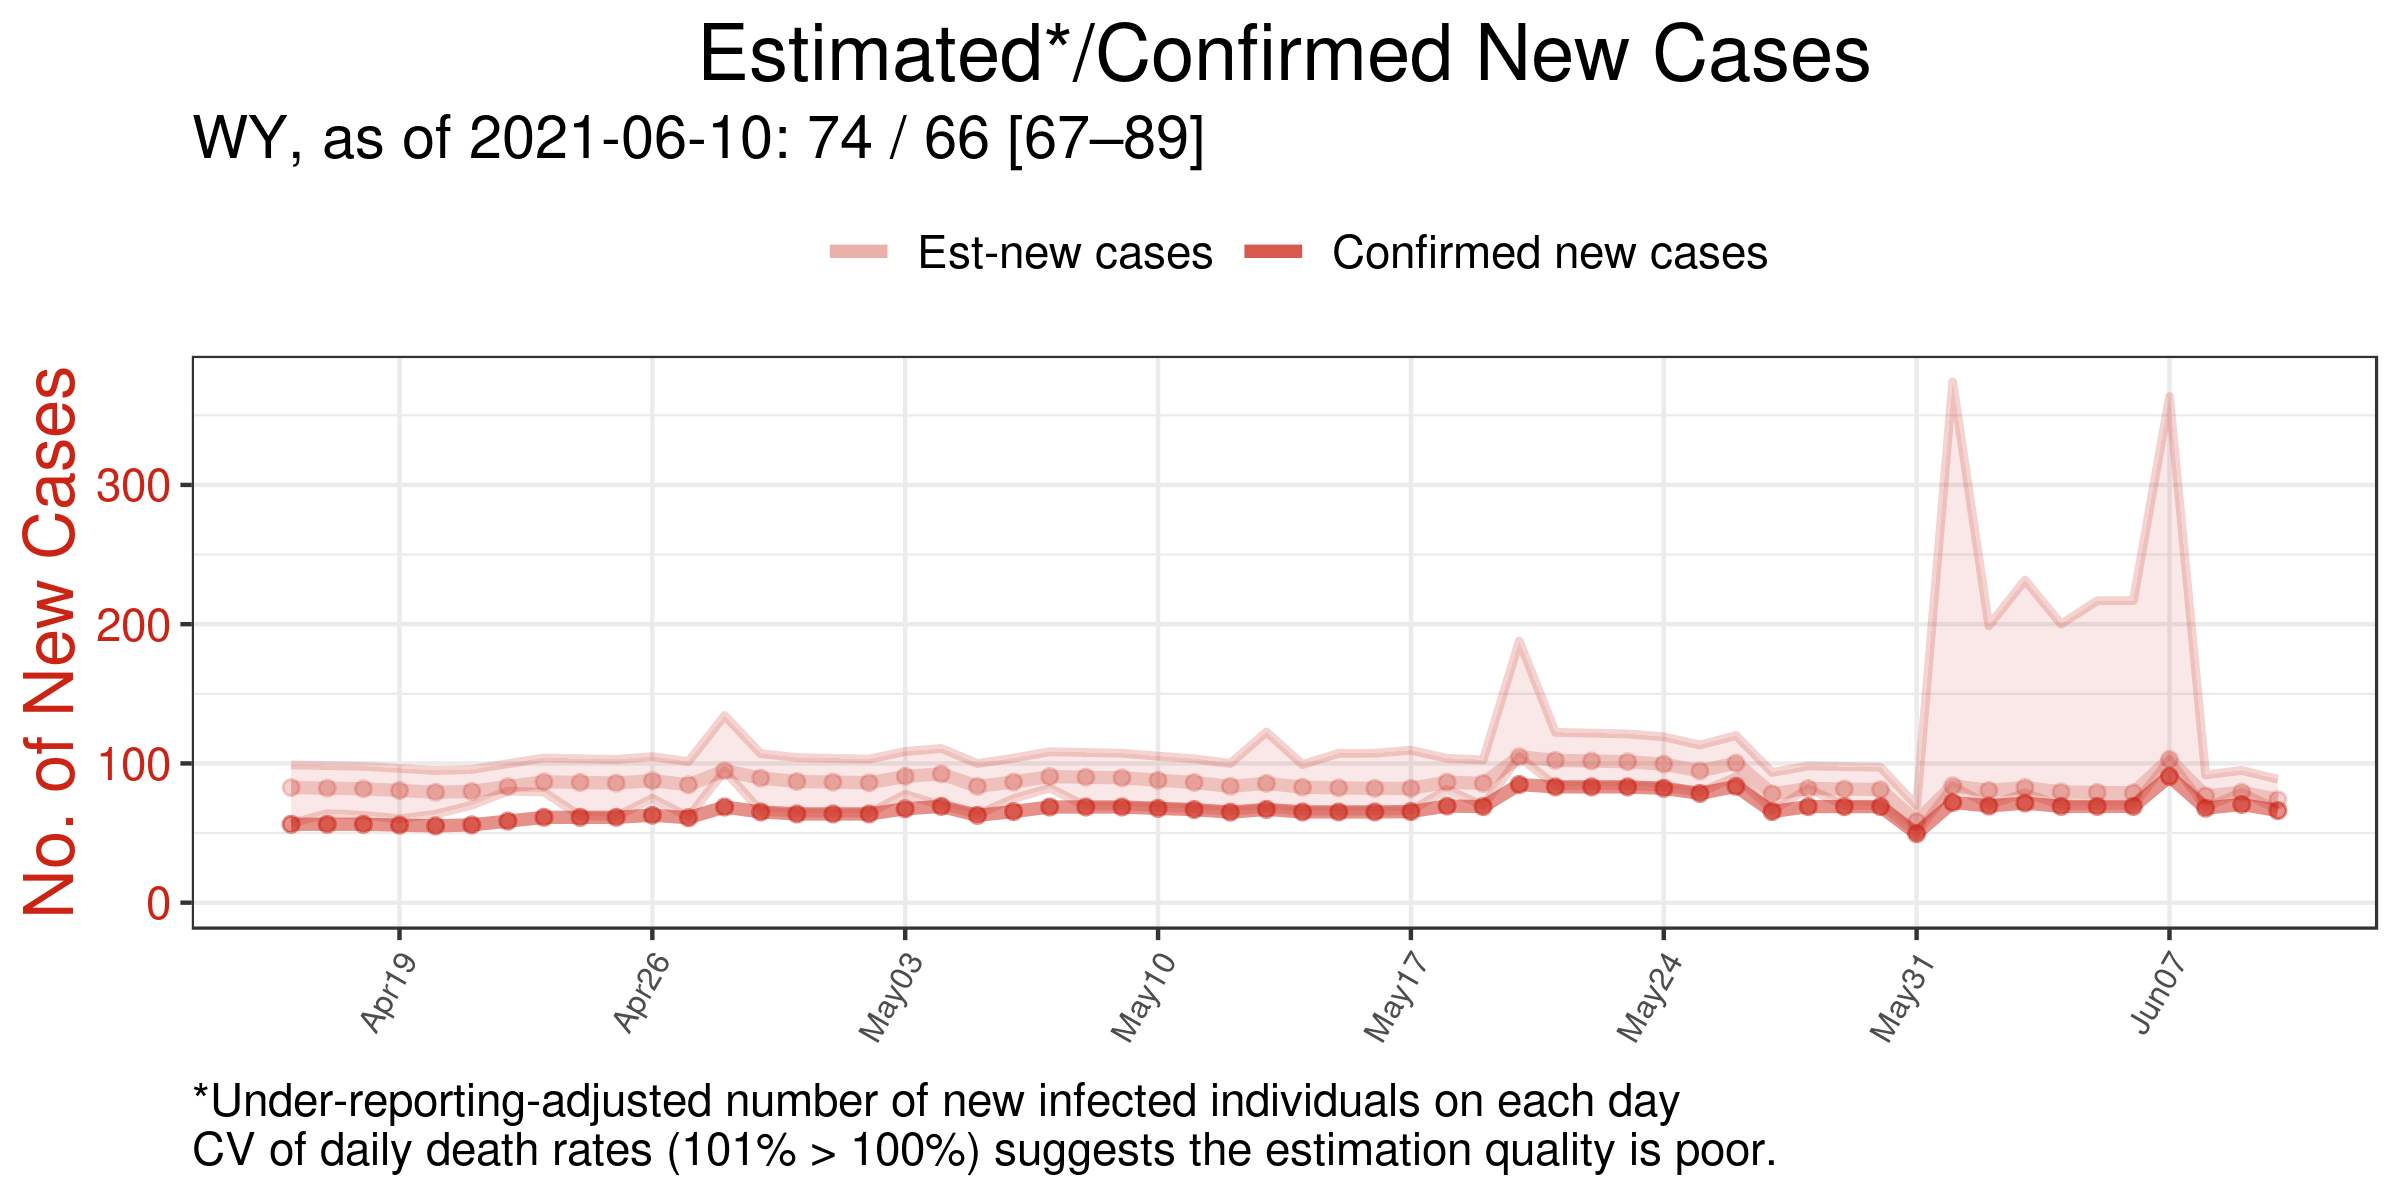 Estimated*/Confirmed New Cases
WY, as of 2021-06-10: 74 / 66 [67–89]
Est-new cases
Confirmed new cases
No. of New Cases
300
200
100
0
Apr19
Apr26
May03
May10
May17
May24
May31
Jun07
*Under-reporting-adjusted number of new infected individuals on each day
CV of daily death rates (101% > 100%) suggests the estimation quality is poor.